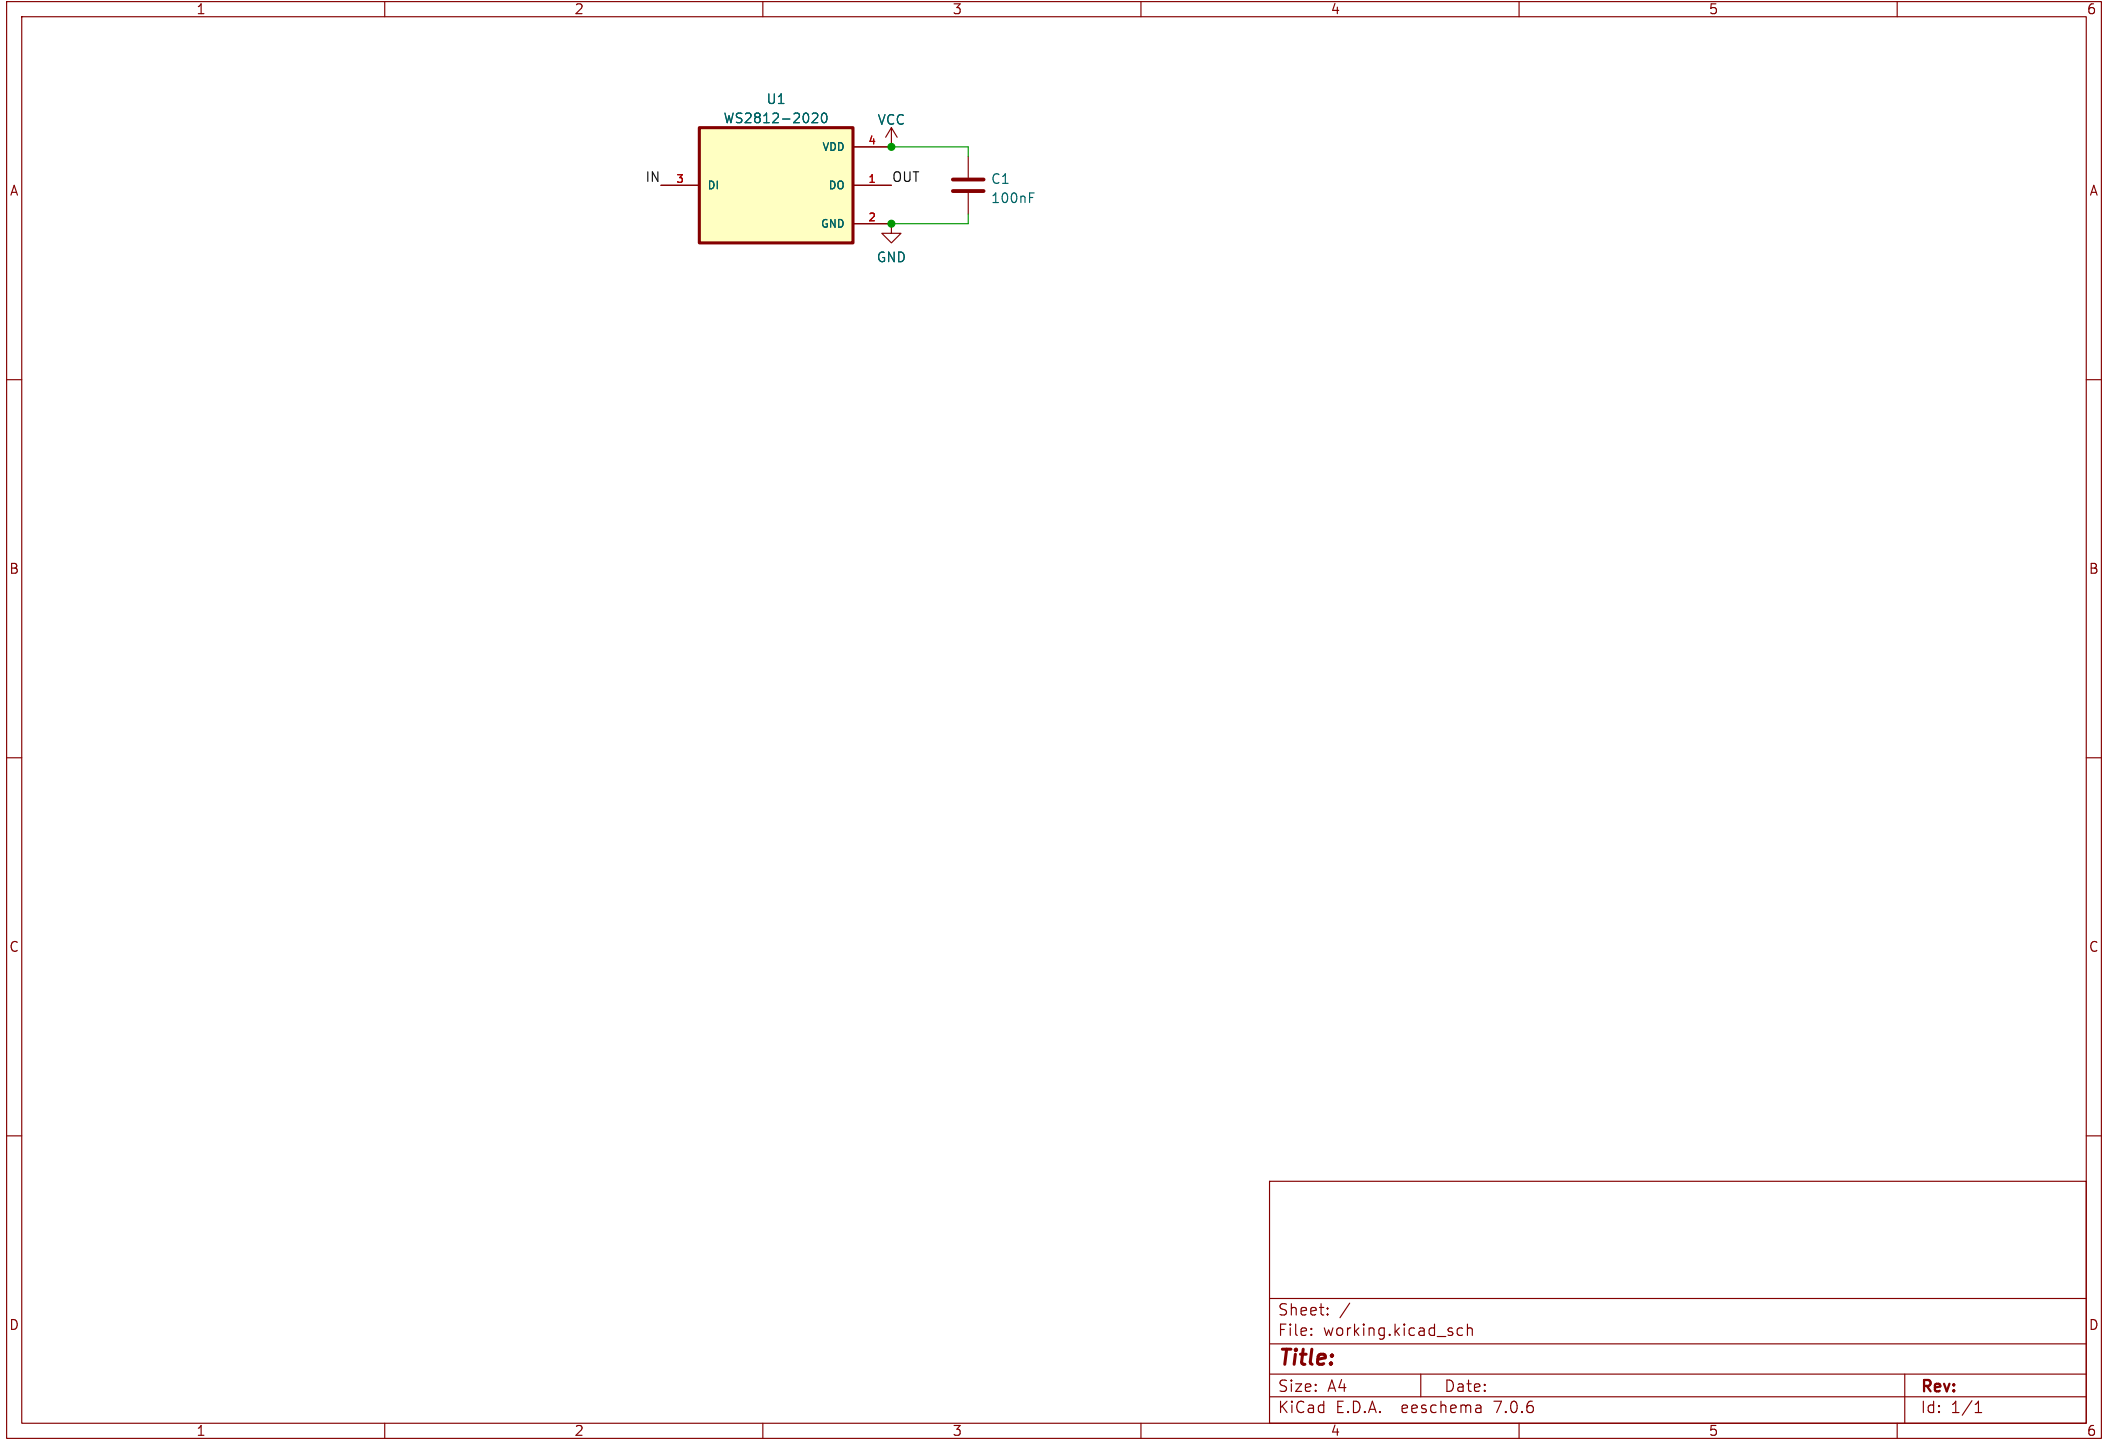 1 2 3 4 5 6
U1
WS2812-2020
VCC
VDD 4
IN 3 DI DO 1 OUT
C1
100nF
GND 2
GND
A A
B B
C C
D D
Sheet: /
File: working.kicad_sch
Title:
Size: A4 Date: Rev:
KiCad E.D.A. eeschema 7.0.6 Id: 1/1
1 2 3 4 5 6